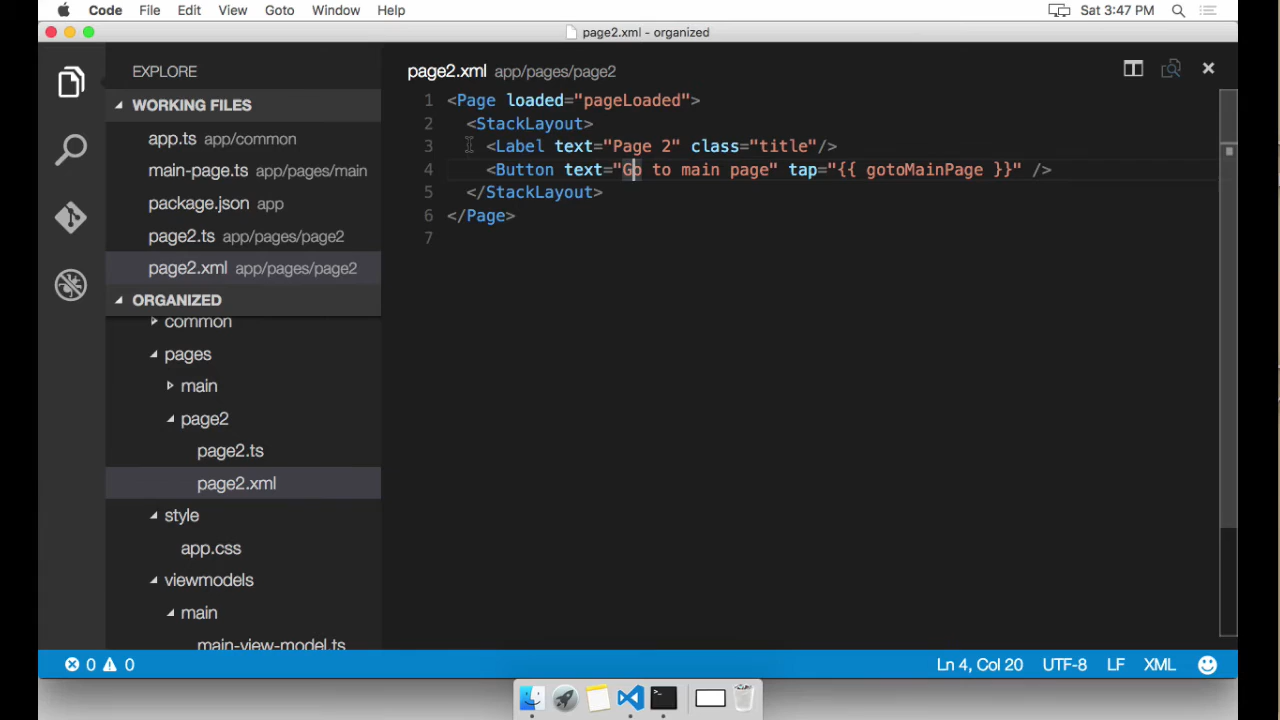 Code File Edit View Goto Window Help Sat 3:47 PM
page2.xml - organized
EXPLORE
WORKING FILES
app.ts app/common
main-page.ts app/pages/main
package.json app
page2.ts app/pages/page2
page2.xml app/pages/page2
ORGANIZED
common
pages
main
page2
page2.ts
page2.xml
style
app.css
viewmodels
main
main-view-model.ts
page2.xml app/pages/page2
1 <Page loaded="pageLoaded">
2 <StackLayout>
3 <Label text="Page 2" class="title"/>
4 <Button text="Go to main page" tap="{{ gotoMainPage }}" />
5 </StackLayout>
6 </Page>
7
0 0 Ln 4, Col 20 UTF-8 LF XML